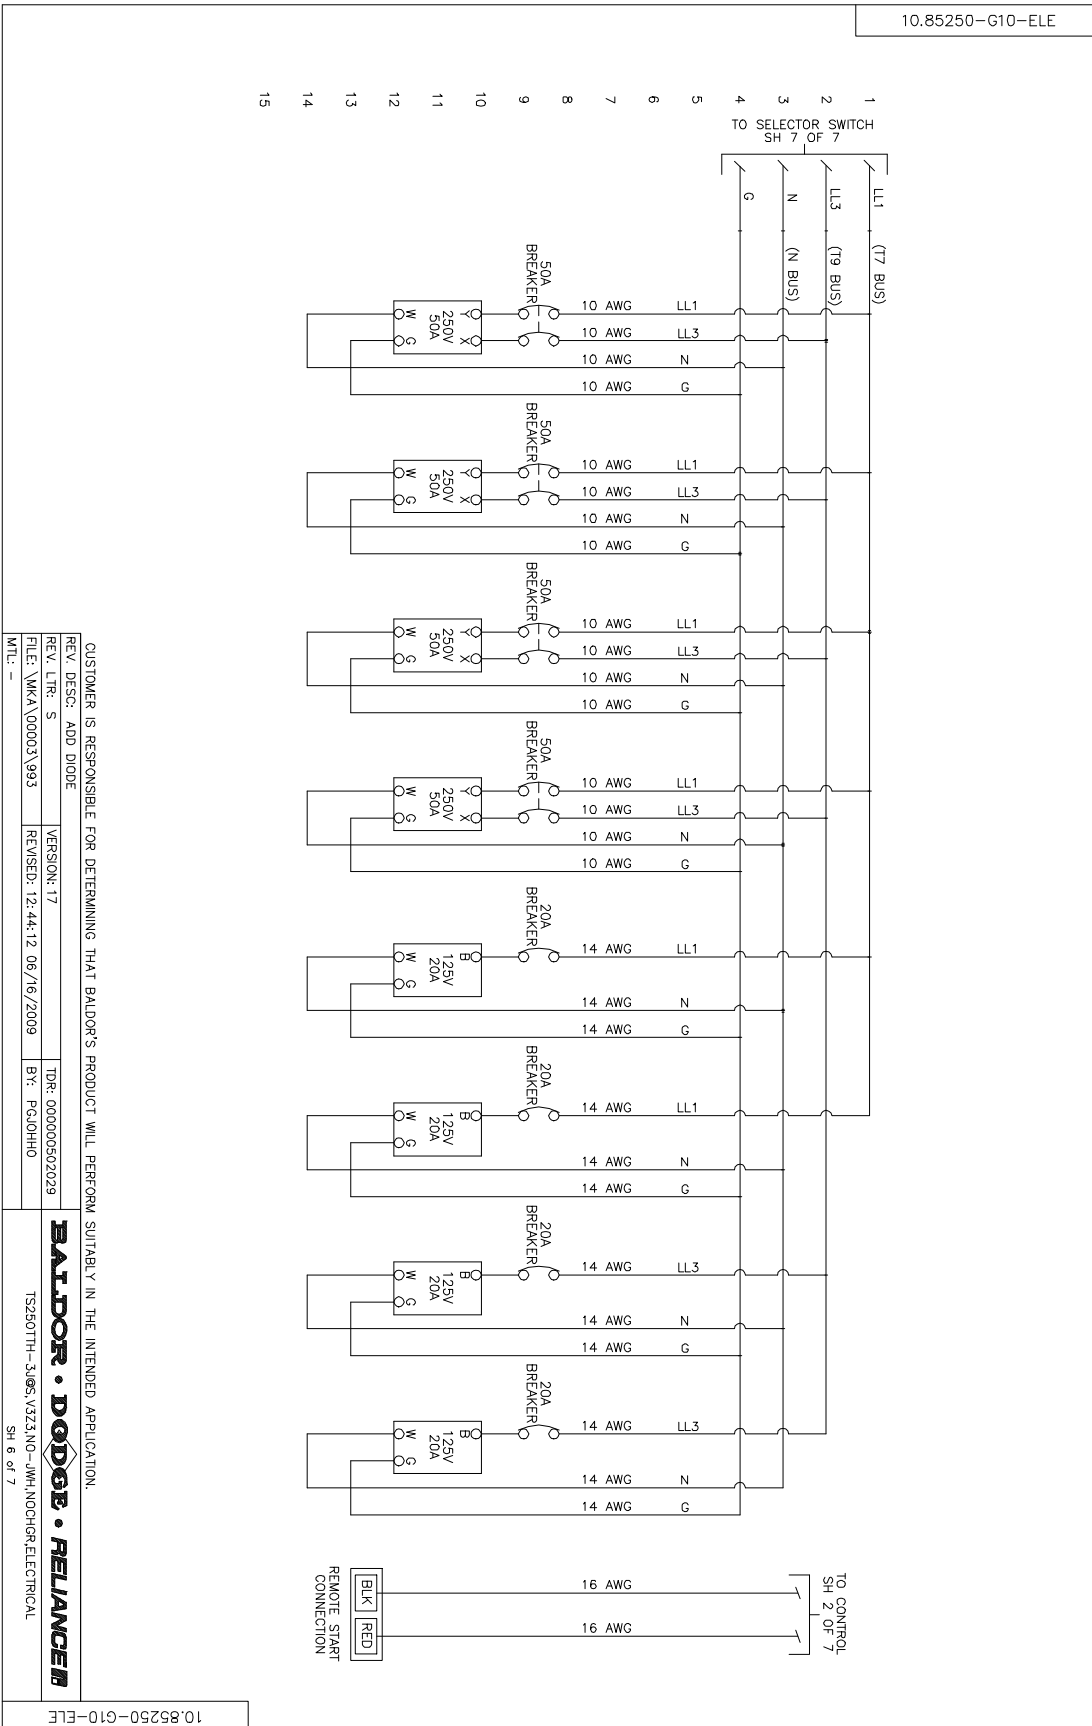 10.85250-G10-ELE
1
2
3
4
5
6
7
8
9
10
11
12
13
14
15
TO SELECTOR SWITCH
SH 7 OF 7
LL1
LL3
N
G
(T7 BUS)
(T9 BUS)
(N BUS)
50A
BREAKER
10 AWG LL1
10 AWG LL3
10 AWG N
10 AWG G
Y X
250V
50A
W G
50A
BREAKER
10 AWG LL1
10 AWG LL3
10 AWG N
10 AWG G
Y X
250V
50A
W G
50A
BREAKER
10 AWG LL1
10 AWG LL3
10 AWG N
10 AWG G
Y X
250V
50A
W G
50A
BREAKER
10 AWG LL1
10 AWG LL3
10 AWG N
10 AWG G
Y X
250V
50A
W G
20A
BREAKER
14 AWG LL1
14 AWG N
14 AWG G
B
125V
20A
W G
20A
BREAKER
14 AWG LL1
14 AWG N
14 AWG G
B
125V
20A
W G
20A
BREAKER
14 AWG LL3
14 AWG N
14 AWG G
B
125V
20A
W G
20A
BREAKER
14 AWG LL3
14 AWG N
14 AWG G
B
125V
20A
W G
TO CONTROL
SH 2 OF 7
16 AWG
16 AWG
BLK RED
REMOTE START
CONNECTION
CUSTOMER IS RESPONSIBLE FOR DETERMINING THAT BALDOR'S PRODUCT WILL PERFORM SUITABLY IN THE INTENDED APPLICATION.
REV. DESC: ADD DIODE
REV. LTR: S VERSION: 17 TDR: 000000502029
FILE: \MKA\00003\993 REVISED: 12:44:12 06/16/2009 BY: PGJOHHO
MTL: -
BALDOR • DODGE • RELIANCE
TS250TTH-3J@S,V3Z3,NO-JWH,NOCHGR,ELECTRICAL
SH 6 of 7
10.85250-G10-ELE